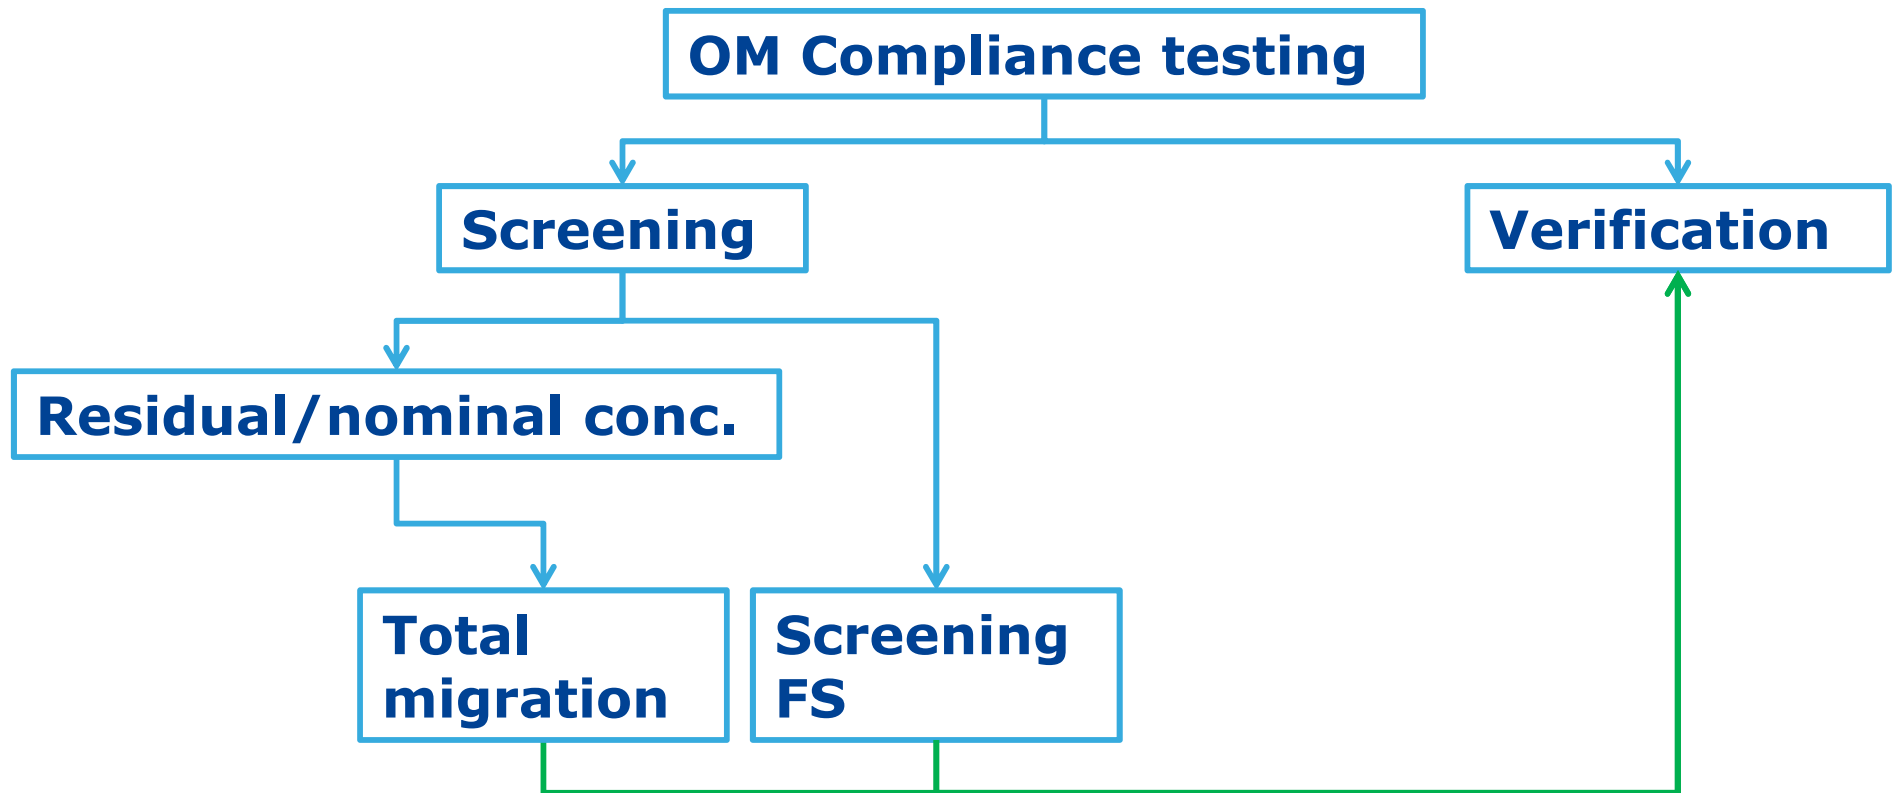 OM Compliance testing
Screening
Verification
Residual/nominal conc.
Total
migration
Screening
FS